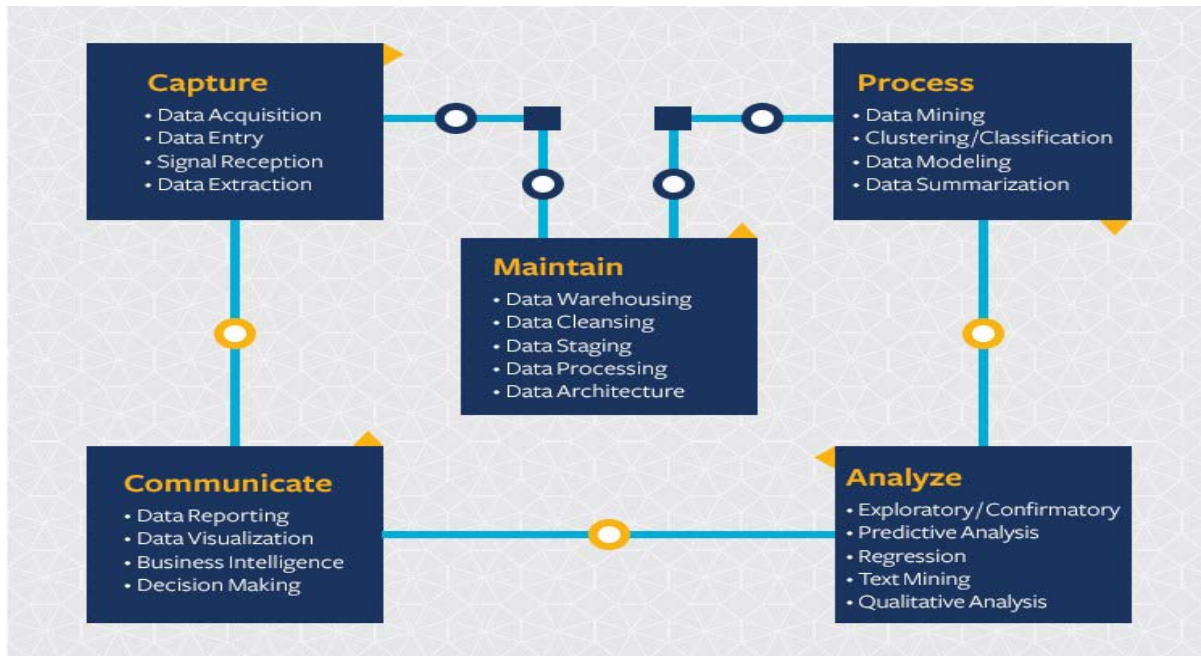 Capture
• Data Acquisition
• Data Entry
• Signal Reception
• Data Extraction
Process
• Data Mining
• Clustering/Classification
• Data Modeling
• Data Summarization
Maintain
• Data Warehousing
• Data Cleansing
• Data Staging
• Data Processing
• Data Architecture
Communicate
• Data Reporting
• Data Visualization
• Business Intelligence
• Decision Making
Analyze
• Exploratory/Confirmatory
• Predictive Analysis
• Regression
• Text Mining
• Qualitative Analysis